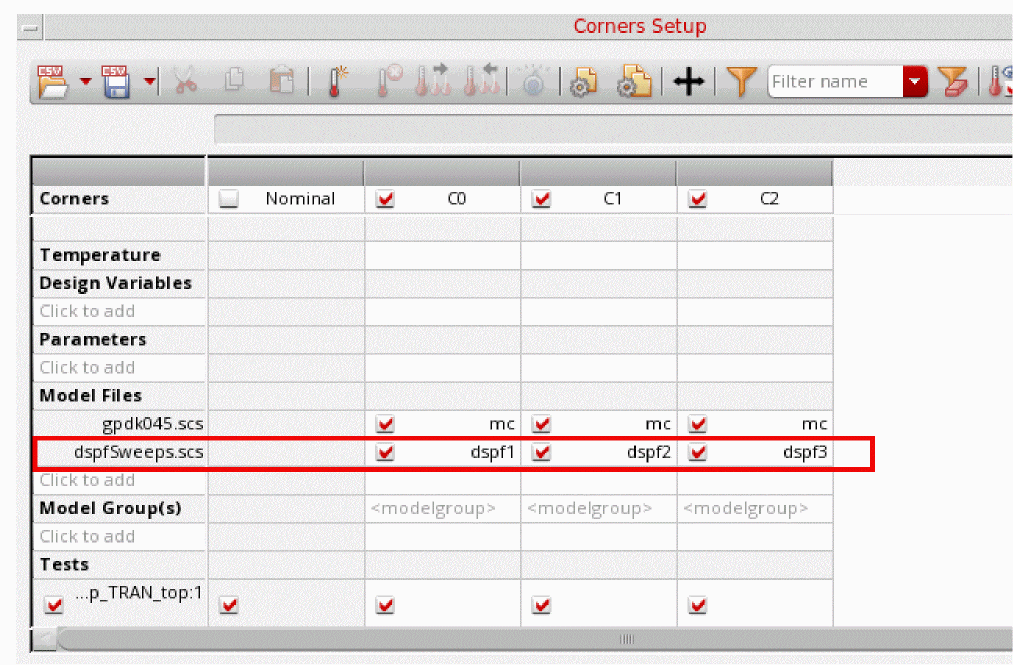 Corners Setup
CSV CSV Filter name
Corners Nominal C0 C1 C2
Temperature
Design Variables
Click to add
Parameters
Click to add
Model Files
gpdk045.scs mc mc mc
dspfSweeps.scs dspf1 dspf2 dspf3
Click to add
Model Group(s) <modelgroup> <modelgroup> <modelgroup>
Click to add
Tests
...p_TRAN_top:1